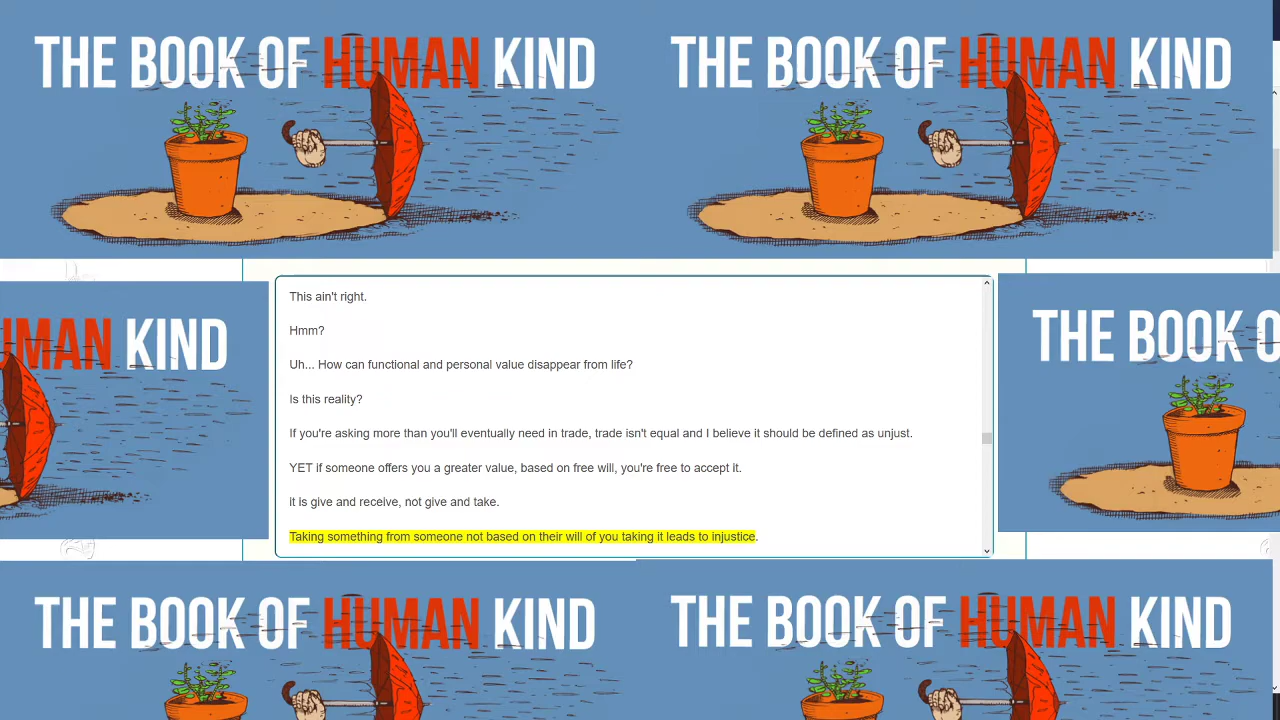 THE BOOK OF HUMAN KIND
THE BOOK OF HUMAN KIND
UMAN KIND
THE BOOK O
This ain't right.
Hmm?
Uh... How can functional and personal value disappear from life?
Is this reality?
If you're asking more than you'll eventually need in trade, trade isn't equal and I believe it should be defined as unjust.
YET if someone offers you a greater value, based on free will, you're free to accept it.
it is give and receive, not give and take.
Taking something from someone not based on their will of you taking it leads to injustice.
THE BOOK OF HUMAN KIND
THE BOOK OF HUMAN KIND